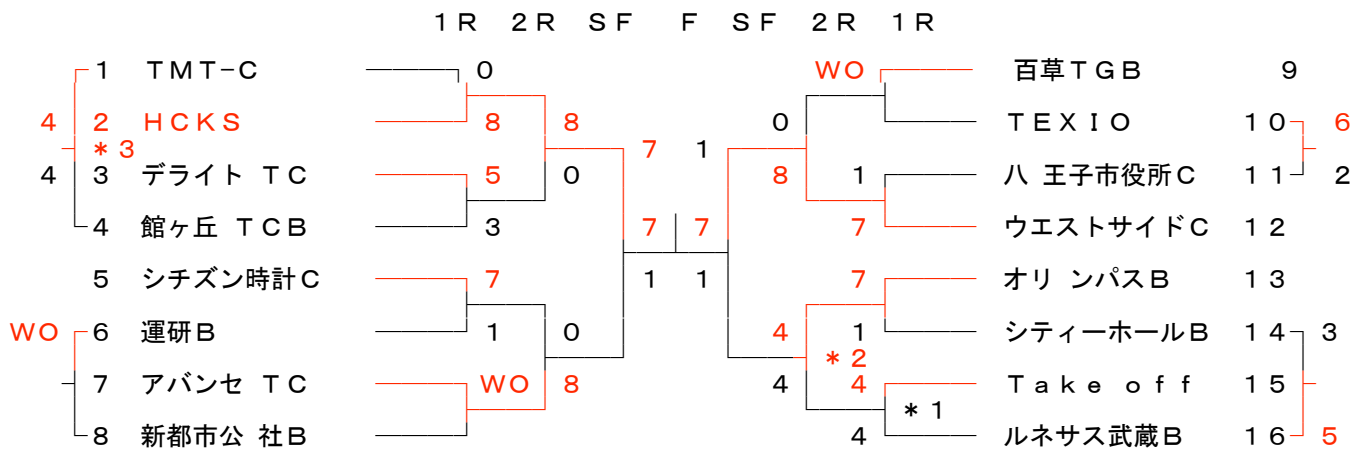 1R 2R SF F SF 2R 1R
1 TMT-C 0 WO 百草TGB 9
4 2 HCKS 8 8 0 TEXIO 10 6
*3 7 1
4 3 デライト TC 5 0 8 1 八 王子市役所C 11 2
4 館ヶ丘 TCB 3 7 7 7 ウエストサイドC 12
5 シチズン時計C 7 1 1 7 オリ ンパスB 13
WO 6 運研B 1 0 4 1 シティーホールB 14 3
*2
7 アバンセ TC WO 8 4 4 Take off 15
*1
8 新都市公 社B 4 ルネサス武蔵B 16 5